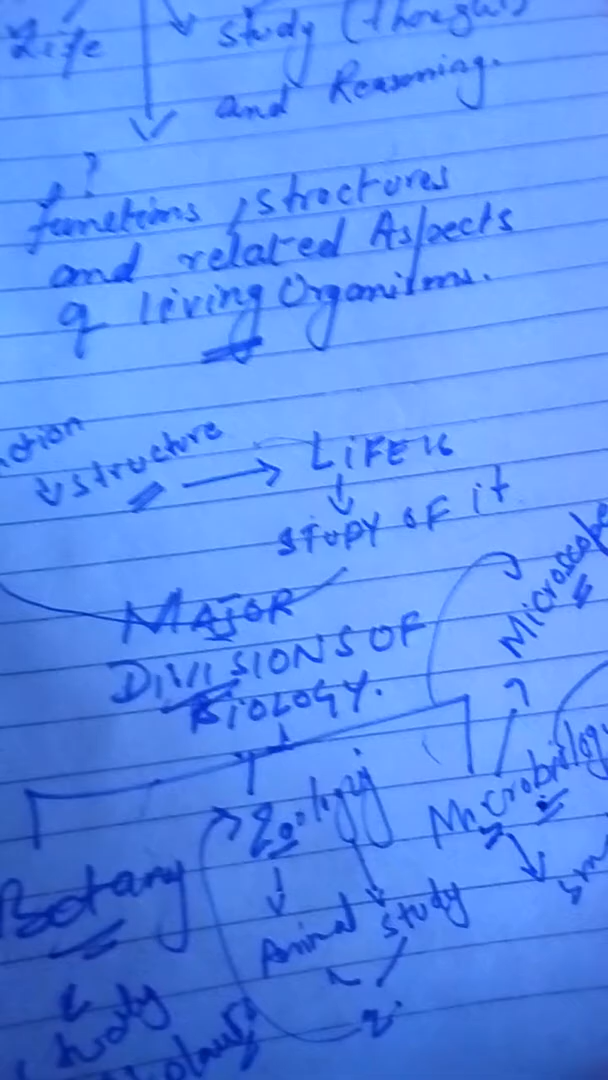 Life study (thought)
and Reasoning.
?
functions, structures
and related Aspects
of living Organisms.
structure → LiFE is
STUDY OF it
MAJOR
DIVISIONS OF
BIOLOGY.
Microscope
?
Botany Zoology Microbiology
Animal study
study